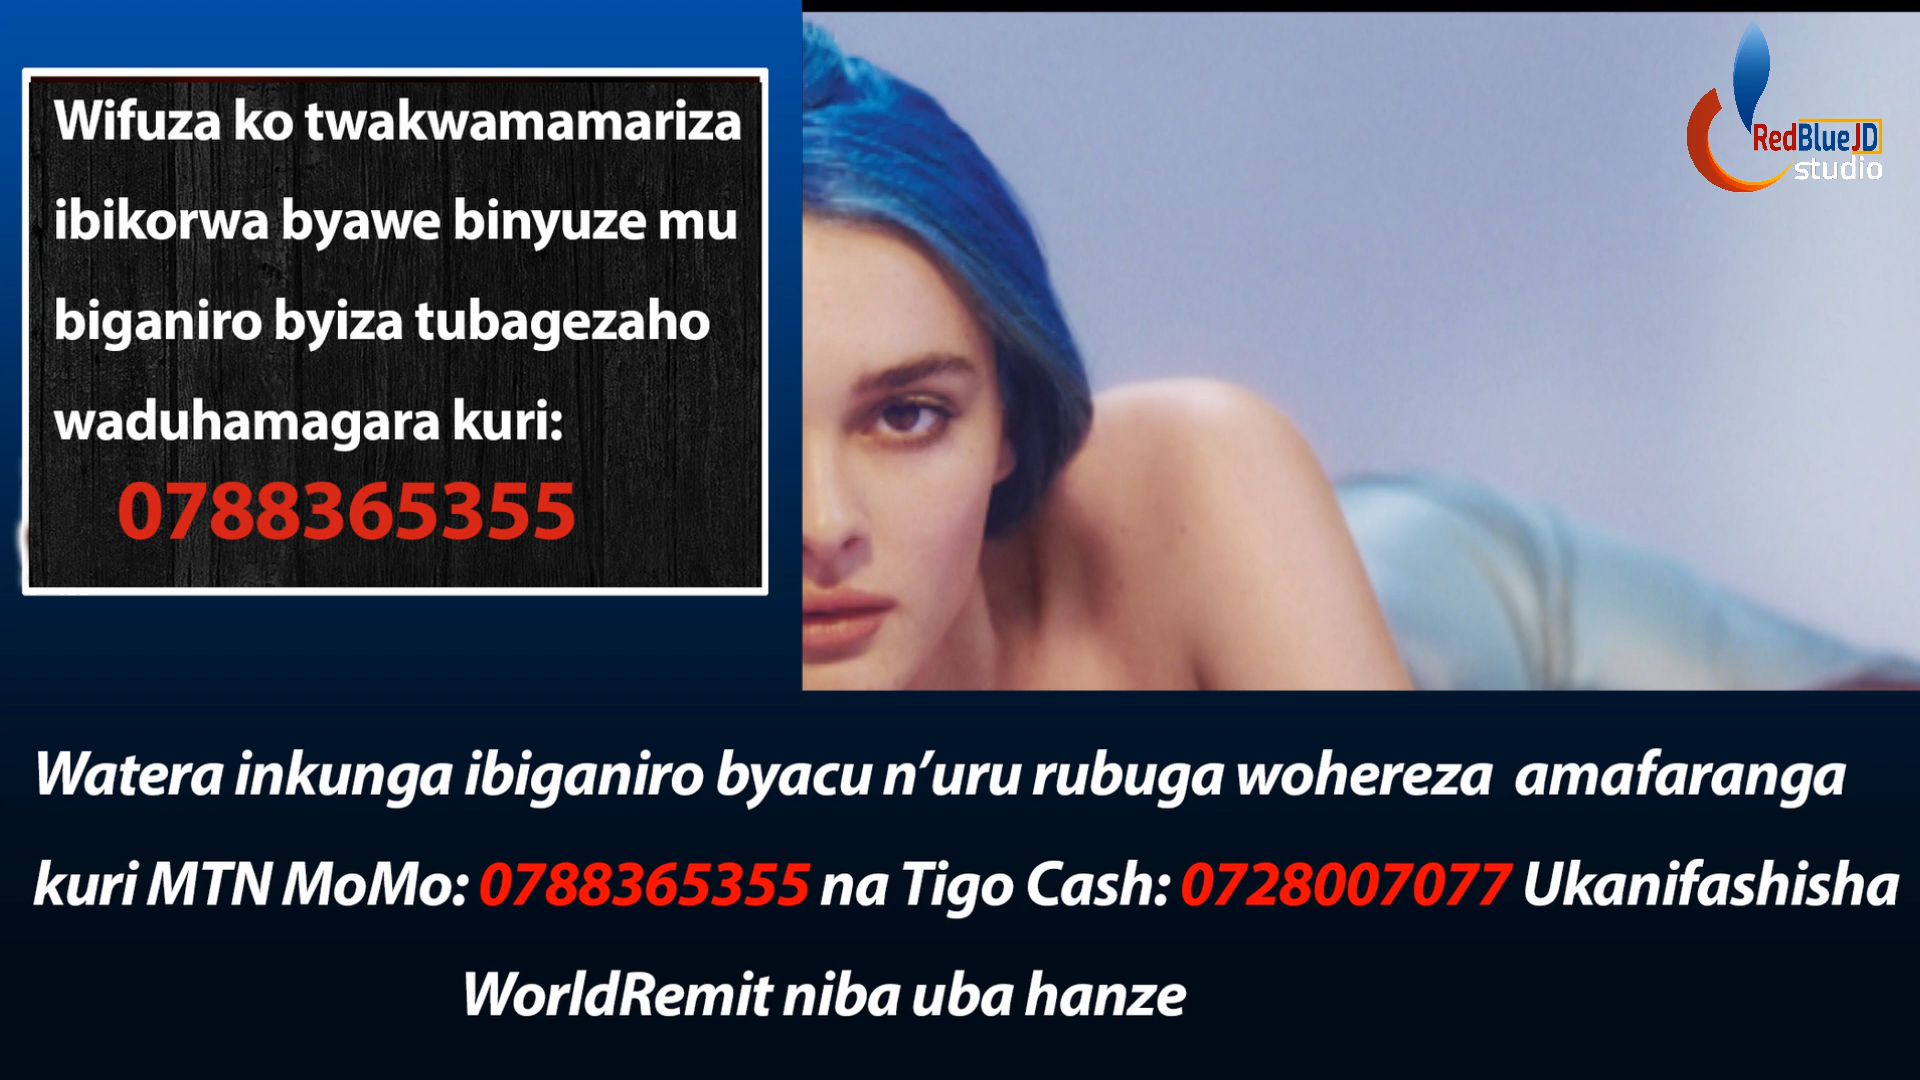 Wifuza ko twakwamamariza
ibikorwa byawe binyuze mu
biganiro byiza tubagezaho
waduhamagara kuri:
0788365355
RedBlueJD
studio
Watera inkunga ibiganiro byacu n’uru rubuga wohereza amafaranga
kuri MTN MoMo: 0788365355 na Tigo Cash: 0728007077 Ukanifashisha
WorldRemit niba uba hanze